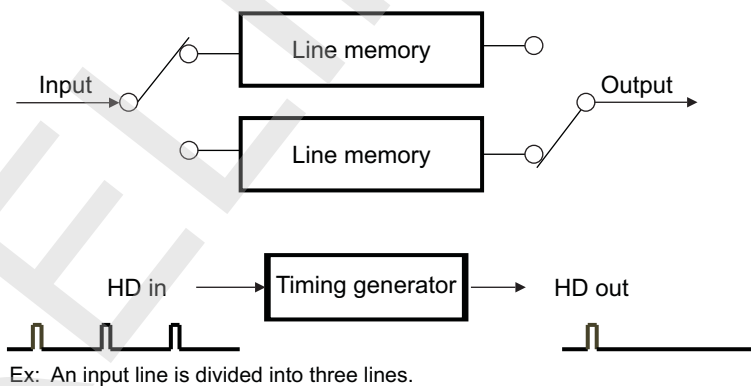 Line memory
Input
Output
Line memory
HD in
Timing generator
HD out
Ex: An input line is divided into three lines.